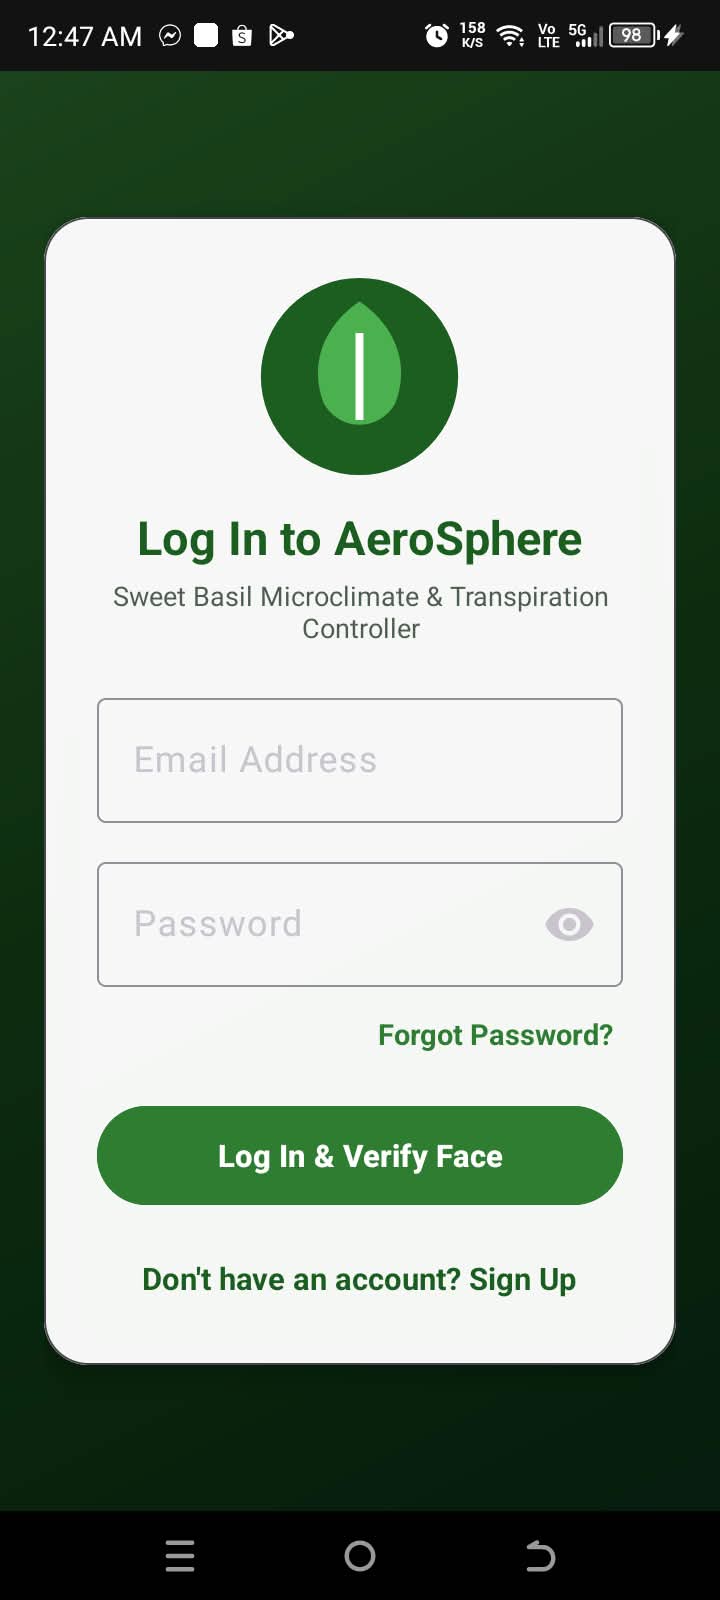 12:47 AM
158
K/S
Vo
LTE
5G
98
Log In to AeroSphere
Sweet Basil Microclimate & Transpiration
Controller
Email Address
Password
Forgot Password?
Log In & Verify Face
Don't have an account? Sign Up